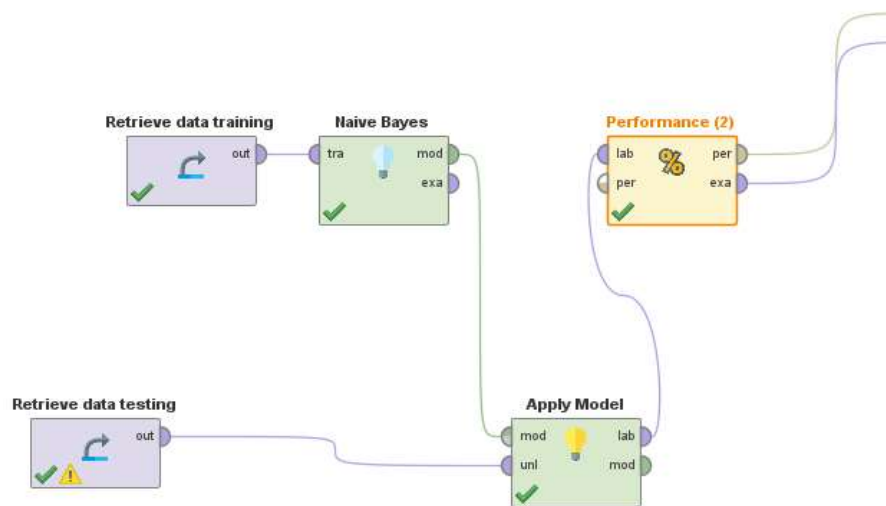 Retrieve data training
out
Naive Bayes
tra
mod
exa
Performance (2)
lab
per
per
exa
%
Retrieve data testing
out
Apply Model
mod
lab
unl
mod